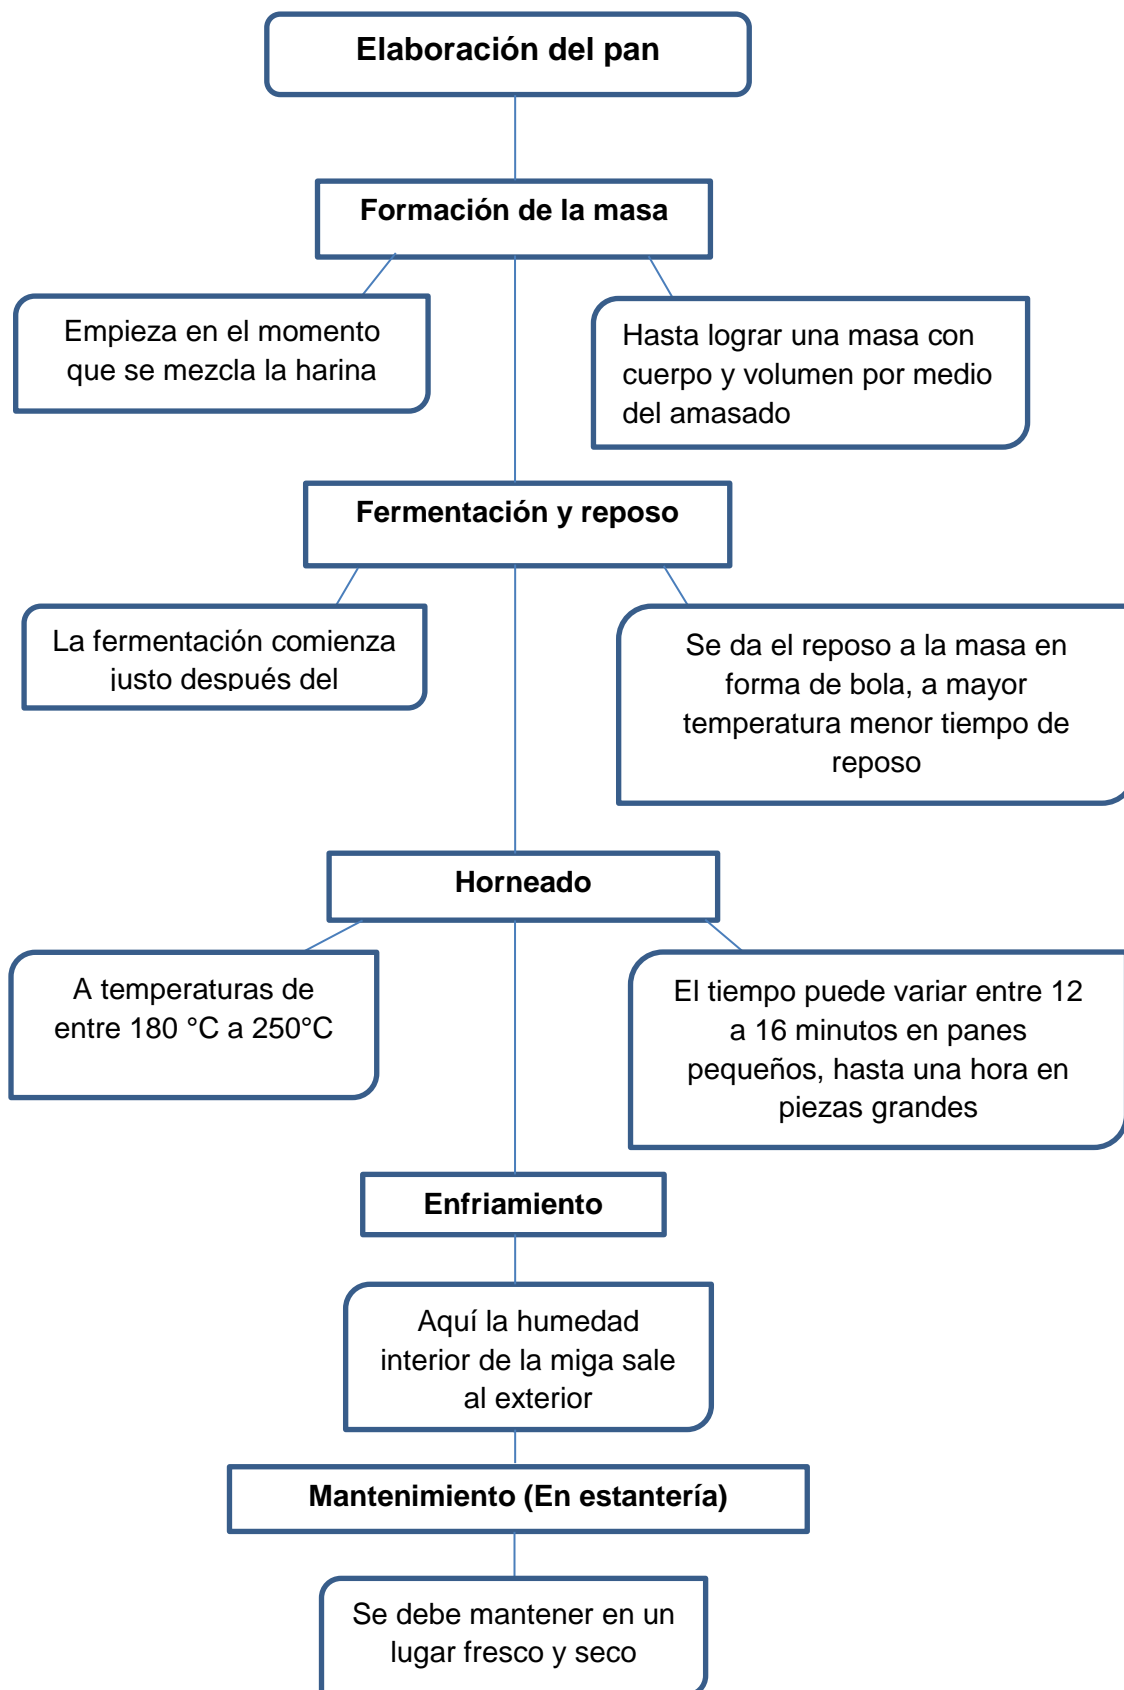 Elaboración del pan
Formación de la masa
Empieza en el momento
que se mezcla la harina
Hasta lograr una masa con
cuerpo y volumen por medio
del amasado
Fermentación y reposo
La fermentación comienza
justo después del
Se da el reposo a la masa en
forma de bola, a mayor
temperatura menor tiempo de
reposo
Horneado
A temperaturas de
entre 180 °C a 250°C
El tiempo puede variar entre 12
a 16 minutos en panes
pequeños, hasta una hora en
piezas grandes
Enfriamiento
Aquí la humedad
interior de la miga sale
al exterior
Mantenimiento (En estantería)
Se debe mantener en un
lugar fresco y seco